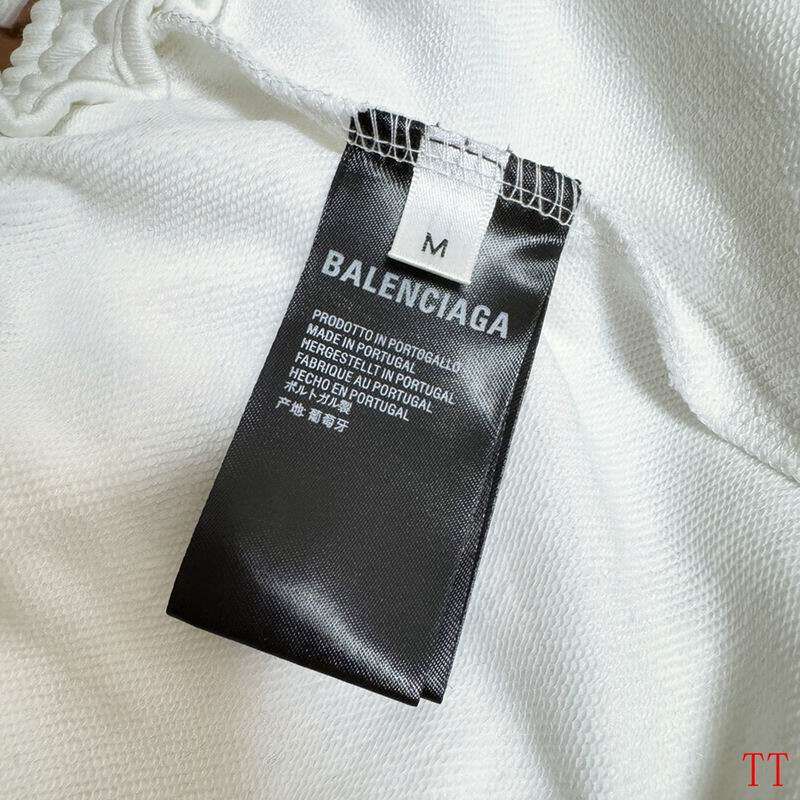 M
BALENCIAGA
PRODOTTO IN PORTOGALLO
MADE IN PORTUGAL
HERGESTELLT IN PORTUGAL
FABRIQUE AU PORTUGAL
HECHO EN PORTUGAL
ポルトガル製
产地:葡萄牙
TT